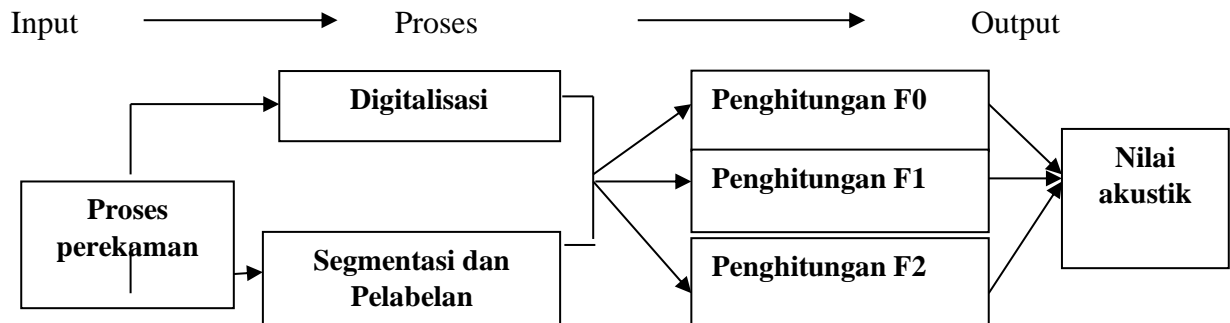 Input Proses Output
Digitalisasi
Penghitungan F0
Proses
perekaman
Penghitungan F1
Nilai
akustik
Segmentasi dan
Pelabelan
Penghitungan F2